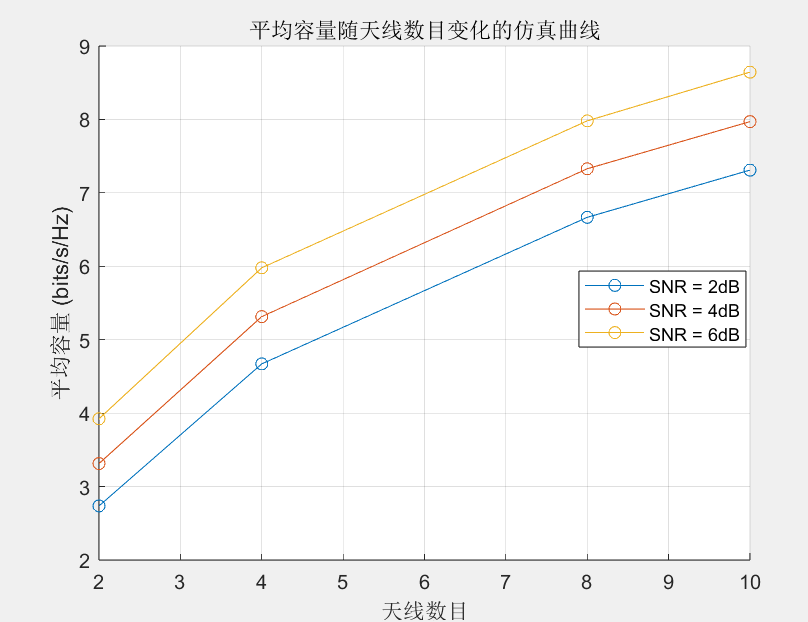 平均容量随天线数目变化的仿真曲线
9
8
7
6
5
4
3
2
平均容量 (bits/s/Hz)
SNR = 2dB
SNR = 4dB
SNR = 6dB
2 3 4 5 6 7 8 9 10
天线数目